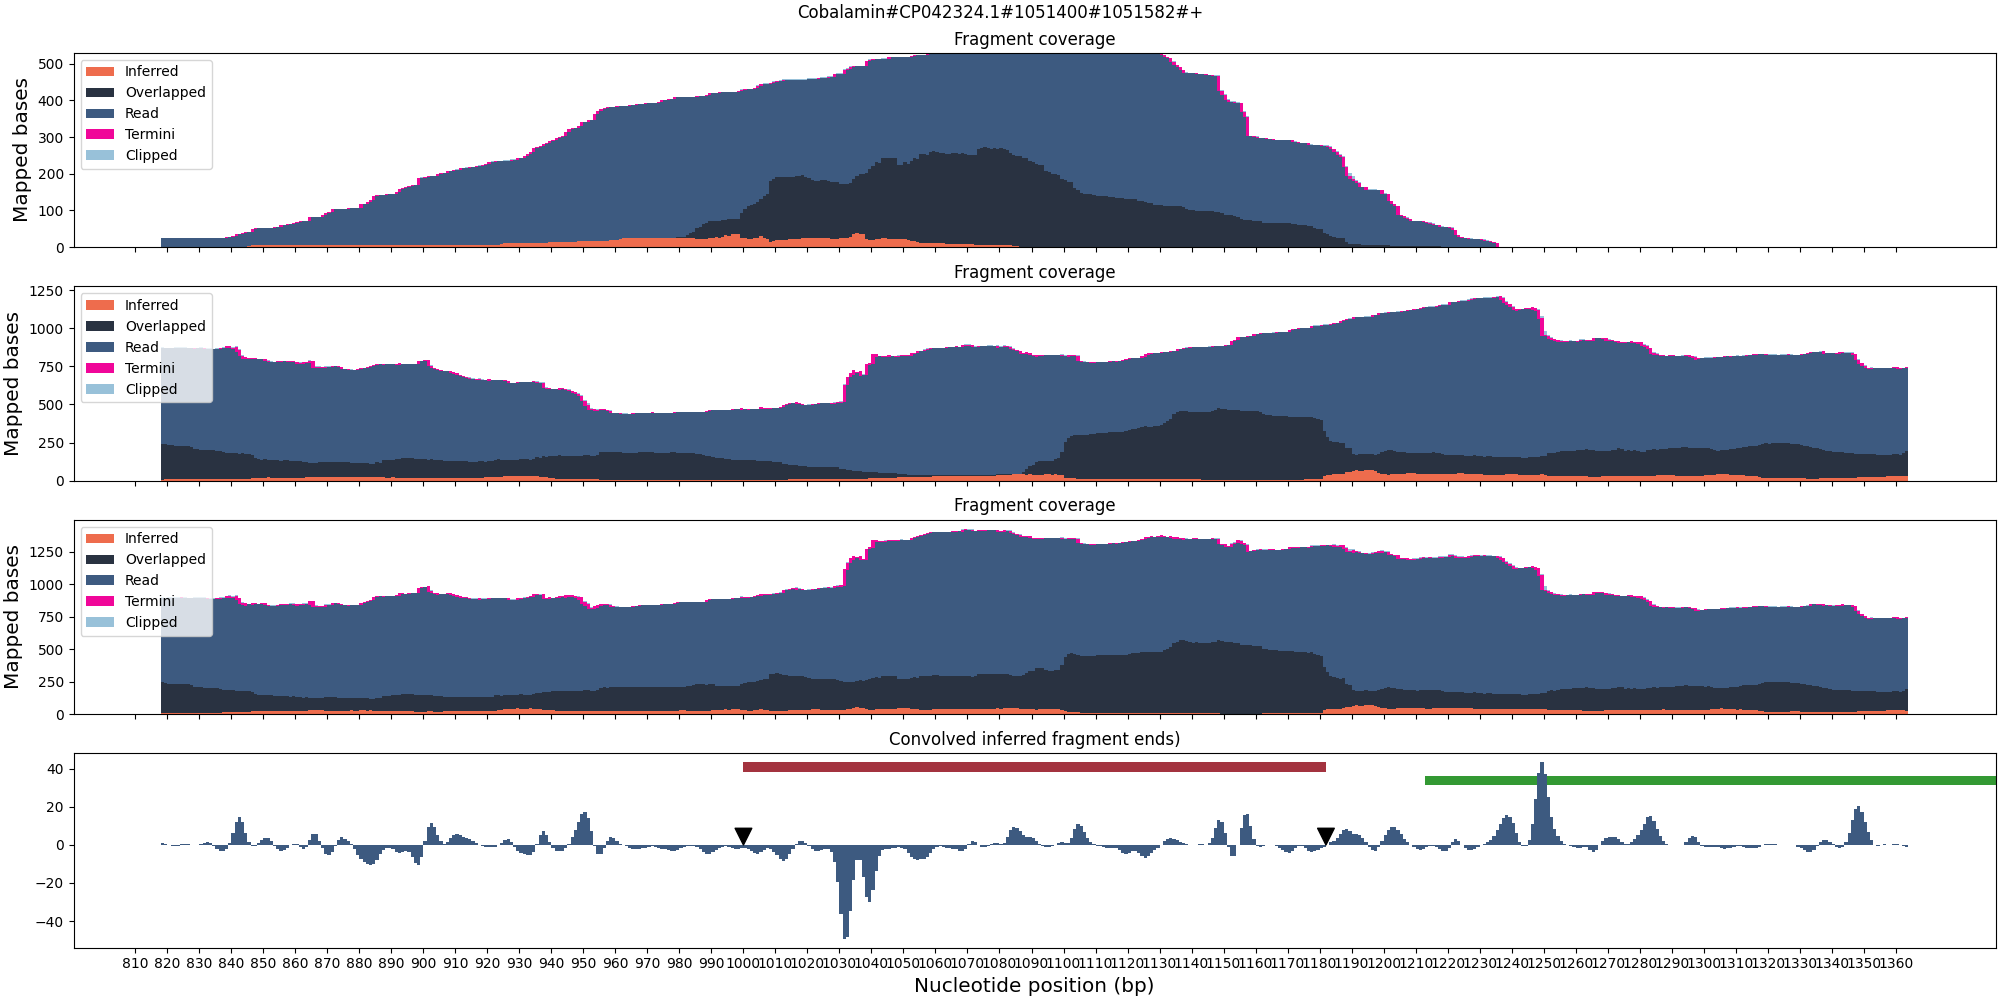 Cobalamin#CP042324.1#1051400#1051582#+
Fragment coverage
Mapped bases
500
400
300
200
100
0
Inferred
Overlapped
Read
Termini
Clipped
Fragment coverage
Mapped bases
1250
1000
750
500
250
0
Inferred
Overlapped
Read
Termini
Clipped
Fragment coverage
Mapped bases
1250
1000
750
500
250
0
Inferred
Overlapped
Read
Termini
Clipped
Convolved inferred fragment ends)
40
20
0
−20
−40
810 820 830 840 850 860 870 880 890 900 910 920 930 940 950 960 970 980 990 1000 1010 1020 1030 1040 1050 1060 1070 1080 1090 1100 1110 1120 1130 1140 1150 1160 1170 1180 1190 1200 1210 1220 1230 1240 1250 1260 1270 1280 1290 1300 1310 1320 1330 1340 1350 1360
Nucleotide position (bp)